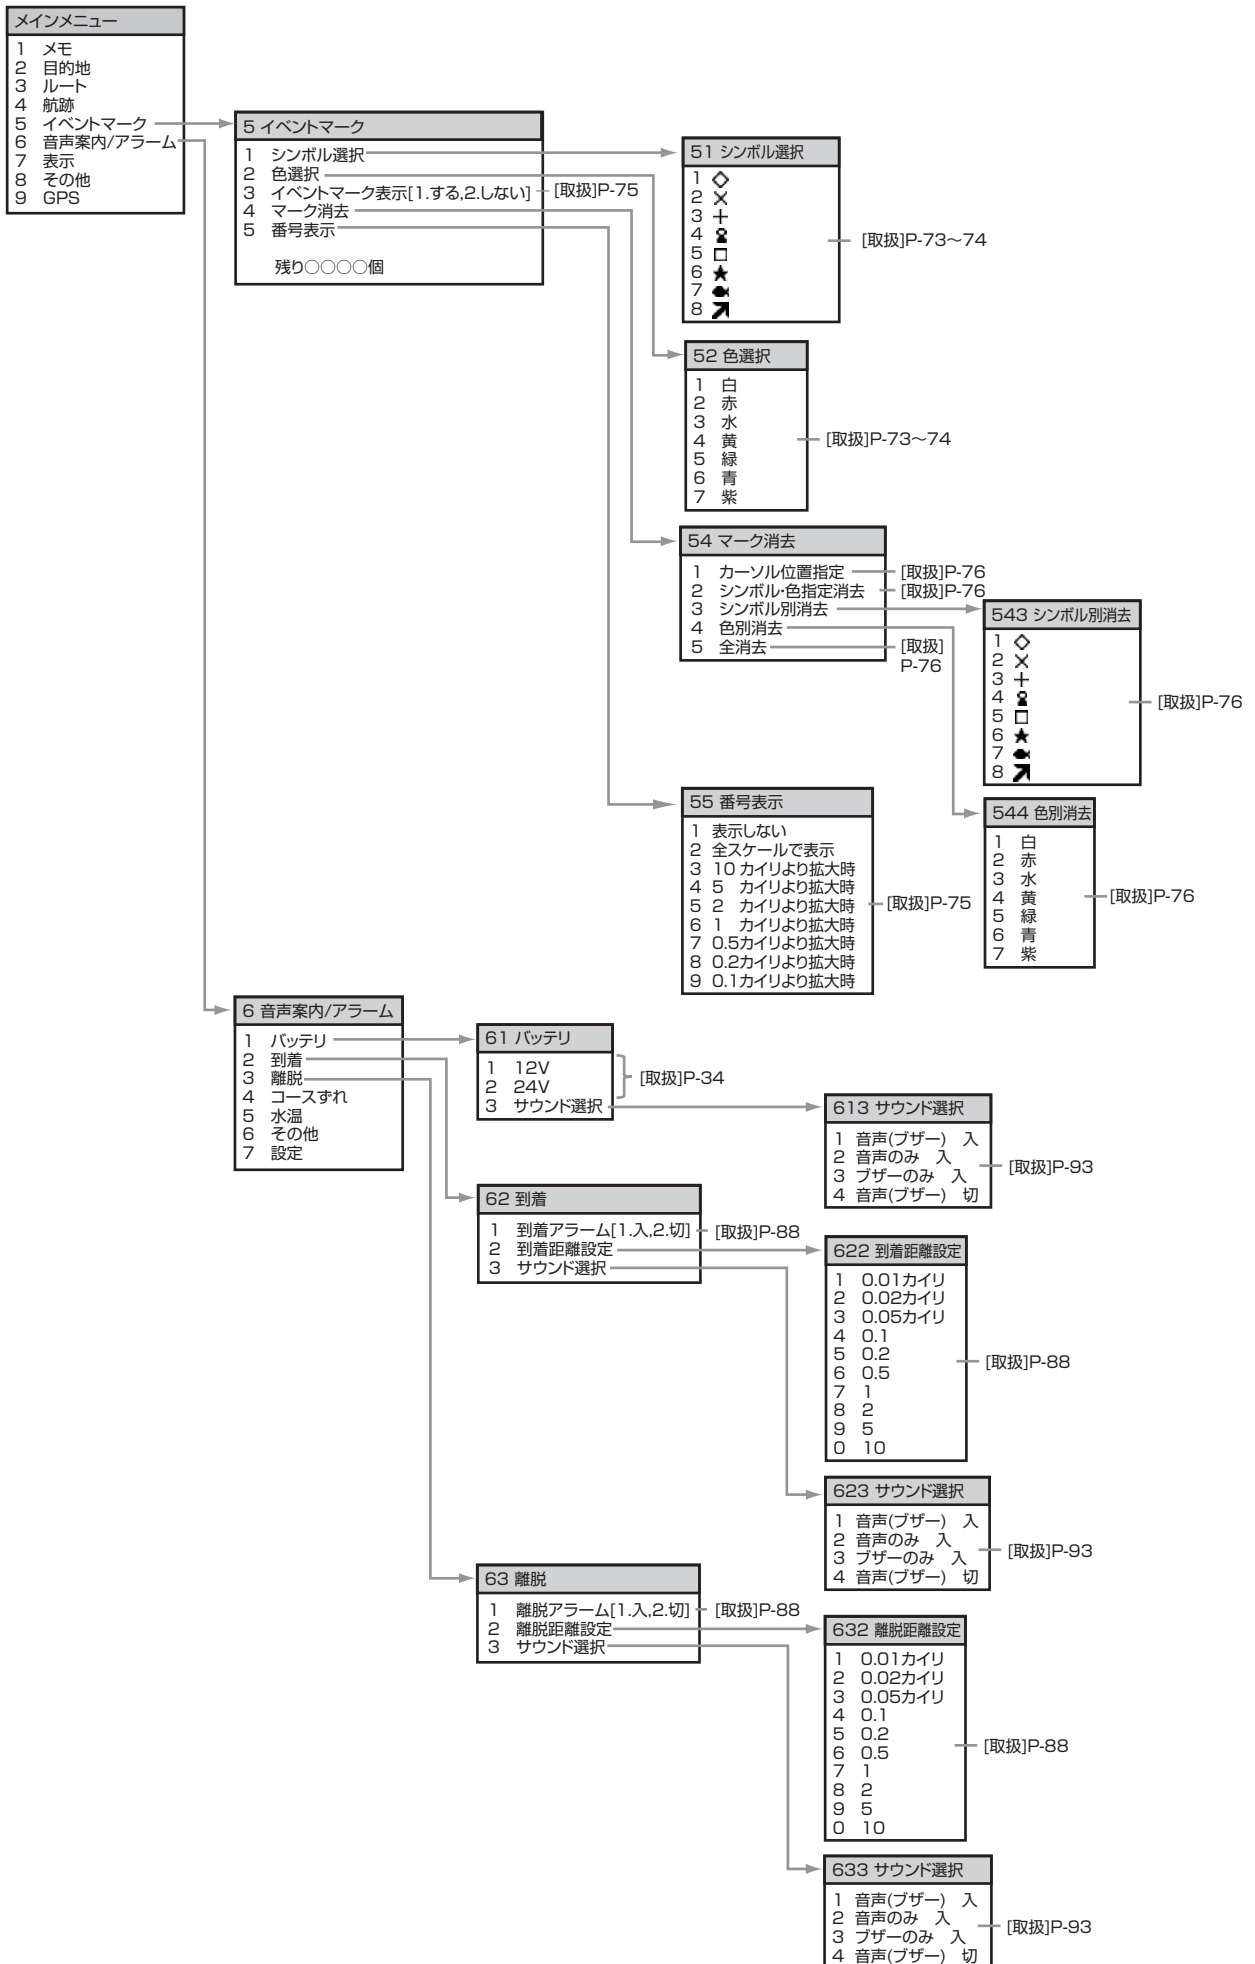 メインメニュー
1 メモ
2 目的地
3 ルート
4 航跡
5 イベントマーク
6 音声案内/アラーム
7 表示
8 その他
9 GPS
5 イベントマーク
1 シンボル選択
2 色選択
3 イベントマーク表示[1.する,2.しない]
[取扱]P-75
4 マーク消去
5 番号表示
残り○○○○個
51 シンボル選択
1 ◇
2 ×
3 +
4
5 □
6 ★
7
8
[取扱]P-73〜74
52 色選択
1 白
2 赤
3 水
4 黄
5 緑
6 青
7 紫
[取扱]P-73〜74
54 マーク消去
1 カーソル位置指定
[取扱]P-76
2 シンボル・色指定消去
[取扱]P-76
3 シンボル別消去
4 色別消去
5 全消去
[取扱]
P-76
543 シンボル別消去
1 ◇
2 ×
3 +
4
5 □
6 ★
7
8
[取扱]P-76
544 色別消去
1 白
2 赤
3 水
4 黄
5 緑
6 青
7 紫
[取扱]P-76
55 番号表示
1 表示しない
2 全スケールで表示
3 10 カイリより拡大時
4 5 カイリより拡大時
5 2 カイリより拡大時
6 1 カイリより拡大時
7 0.5カイリより拡大時
8 0.2カイリより拡大時
9 0.1カイリより拡大時
[取扱]P-75
6 音声案内/アラーム
1 バッテリ
2 到着
3 離脱
4 コースずれ
5 水温
6 その他
7 設定
61 バッテリ
1 12V
2 24V
3 サウンド選択
[取扱]P-34
613 サウンド選択
1 音声(ブザー) 入
2 音声のみ 入
3 ブザーのみ 入
4 音声(ブザー) 切
[取扱]P-93
62 到着
1 到着アラーム[1.入,2.切]
[取扱]P-88
2 到着距離設定
3 サウンド選択
622 到着距離設定
1 0.01カイリ
2 0.02カイリ
3 0.05カイリ
4 0.1
5 0.2
6 0.5
7 1
8 2
9 5
0 10
[取扱]P-88
623 サウンド選択
1 音声(ブザー) 入
2 音声のみ 入
3 ブザーのみ 入
4 音声(ブザー) 切
[取扱]P-93
63 離脱
1 離脱アラーム[1.入,2.切]
[取扱]P-88
2 離脱距離設定
3 サウンド選択
632 離脱距離設定
1 0.01カイリ
2 0.02カイリ
3 0.05カイリ
4 0.1
5 0.2
6 0.5
7 1
8 2
9 5
0 10
[取扱]P-88
633 サウンド選択
1 音声(ブザー) 入
2 音声のみ 入
3 ブザーのみ 入
4 音声(ブザー) 切
[取扱]P-93